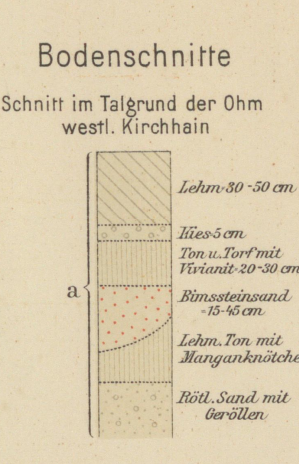 Bodenschnitte
Schnitt im Talgrund der Ohm
westl. Kirchhain
Lehm=30-50 cm
Kies=5 cm
Ton u. Torf mit
Vivianit=20-30 cm
a
Bimssteinsand
=15-45 cm
Lehm. Ton mit
Manganknötche
Rötl. Sand mit
Geröllen